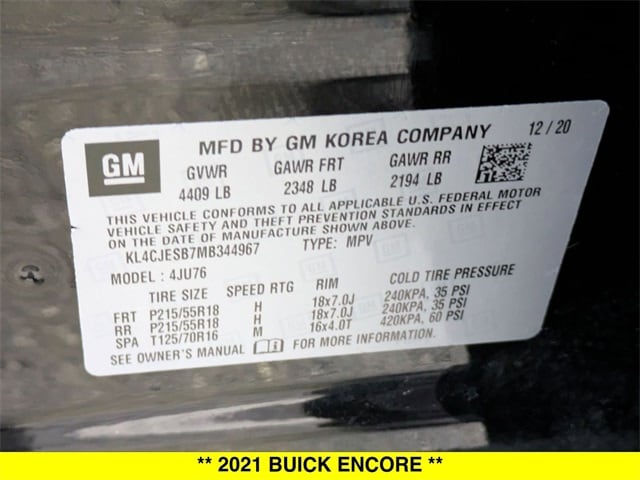 GM
MFD BY GM KOREA COMPANY 12/20
GVWR GAWR FRT GAWR RR
4409 LB 2348 LB 2194 LB
THIS VEHICLE CONFORMS TO ALL APPLICABLE U.S. FEDERAL MOTOR
VEHICLE SAFETY AND THEFT PREVENTION STANDARDS IN EFFECT
ON THE DATE OF MANUFACTURE SHOWN ABOVE.
KL4CJESB7MB344967 TYPE: MPV
MODEL : 4JU76
TIRE SIZE SPEED RTG RIM COLD TIRE PRESSURE
FRT P215/55R18 H 18x7.0J 240KPA, 35 PSI
RR P215/55R18 H 18x7.0J 240KPA, 35 PSI
SPA T125/70R16 M 16x4.0T 420KPA, 60 PSI
SEE OWNER'S MANUAL FOR MORE INFORMATION.
** 2021 BUICK ENCORE **